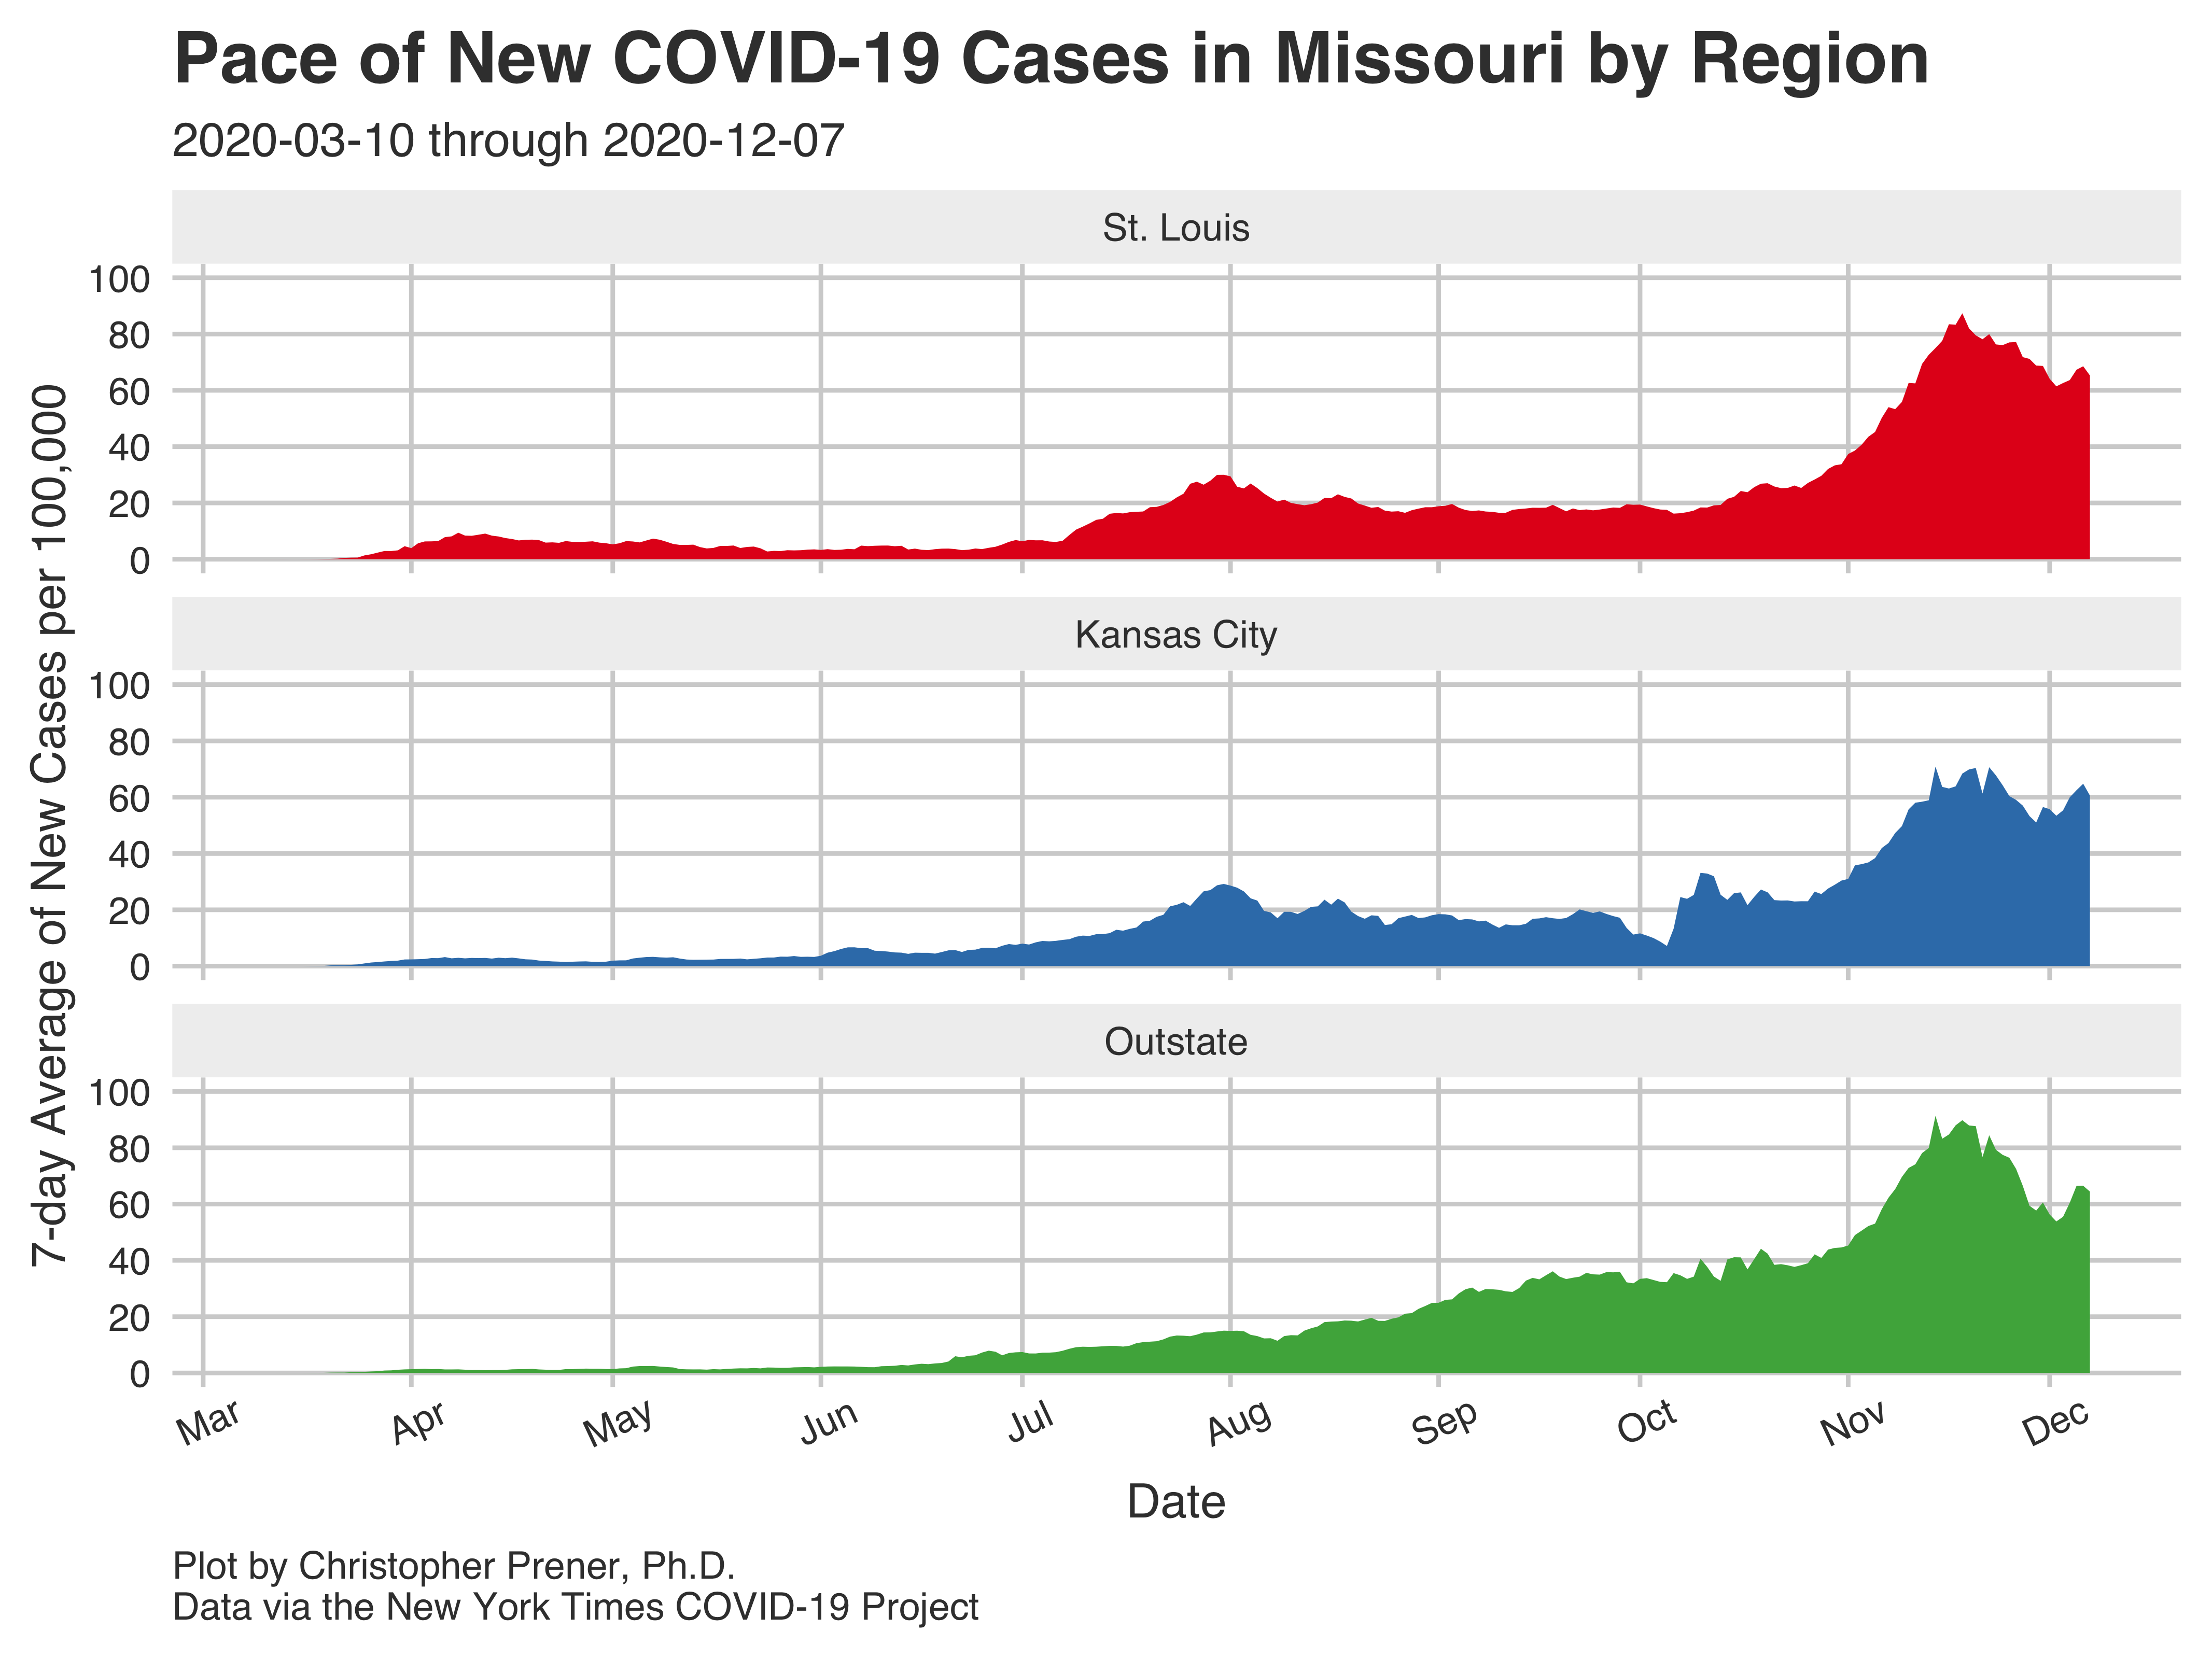 Pace of New COVID-19 Cases in Missouri by Region
2020-03-10 through 2020-12-07
7-day Average of New Cases per 100,000
St. Louis
100
80
60
40
20
0
Kansas City
100
80
60
40
20
0
Outstate
100
80
60
40
20
0
Mar Apr May Jun Jul Aug Sep Oct Nov Dec
Date
Plot by Christopher Prener, Ph.D.
Data via the New York Times COVID-19 Project